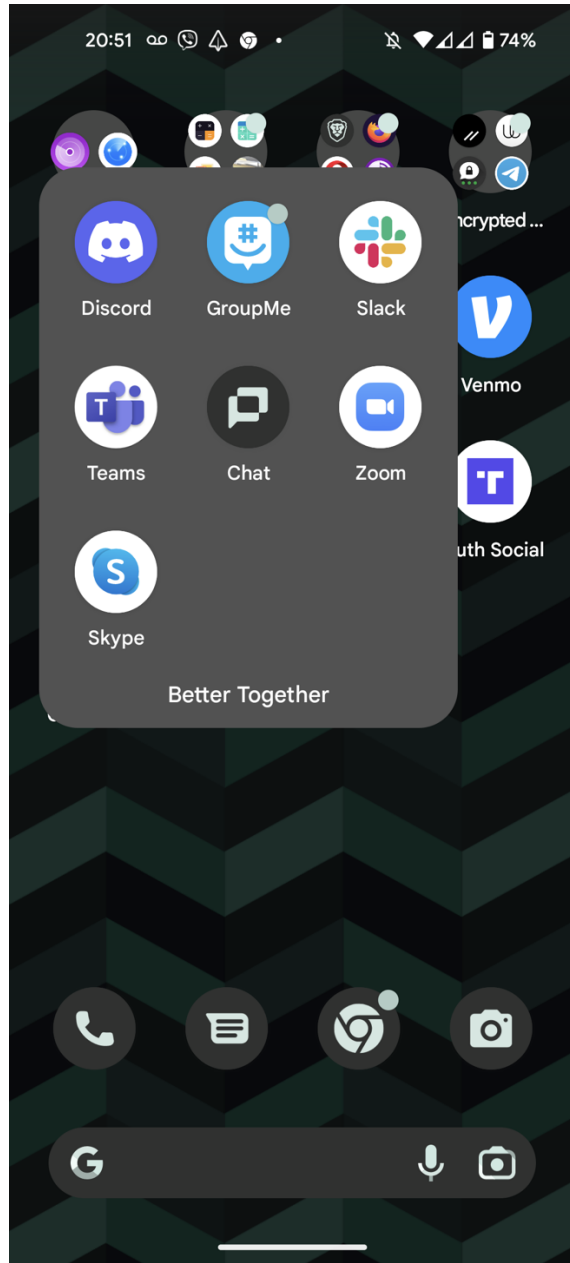 20:51
74%
ncrypted ...
Discord
GroupMe
Slack
Venmo
Teams
Chat
Zoom
uth Social
Skype
Better Together